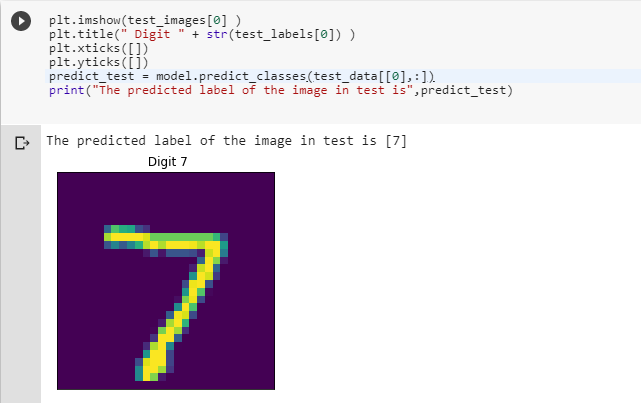 plt.imshow(test_images[0] )
plt.title(" Digit " + str(test_labels[0]) )
plt.xticks([])
plt.yticks([])
predict_test = model.predict_classes(test_data[[0],:])
print("The predicted label of the image in test is",predict_test)
The predicted label of the image in test is [7]
Digit 7
7